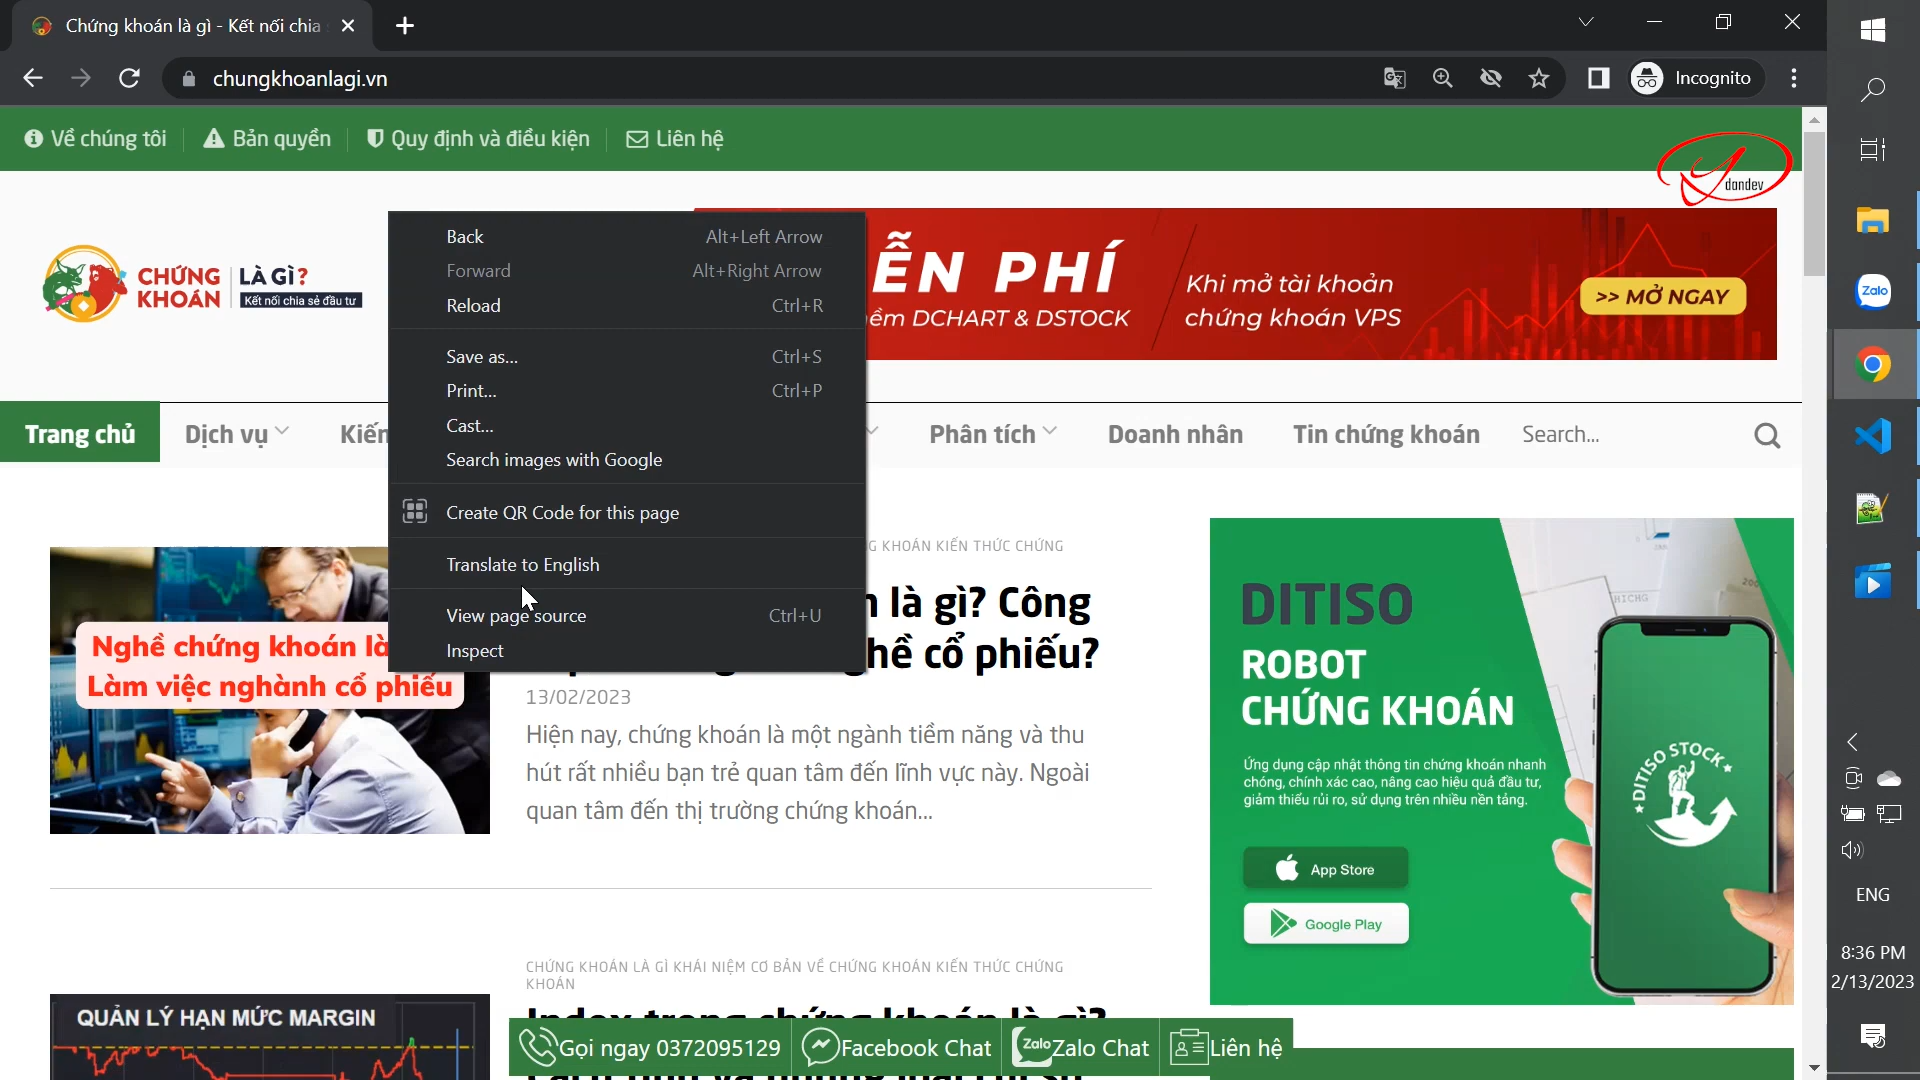 Chứng khoán là gì - Kết nối chia
chungkhoanlagi.vn
Incognito
Về chúng tôi
Bản quyền
Quy định và điều kiện
Liên hệ
dandev
CHỨNG
KHOÁN
LÀ GÌ?
Kết nối chia sẻ đầu tư
ỄN PHÍ
ềm DCHART & DSTOCK
Khi mở tài khoản
chứng khoán VPS
>> MỞ NGAY
Back Alt+Left Arrow
Forward Alt+Right Arrow
Reload Ctrl+R
Save as... Ctrl+S
Print... Ctrl+P
Cast...
Search images with Google
Create QR Code for this page
Translate to English
View page source Ctrl+U
Inspect
Trang chủ
Dịch vụ
Kiến
Phân tích
Doanh nhân
Tin chứng khoán
Search...
Nghề chứng khoán là
Làm việc nghành cổ phiếu
G KHOÁN KIẾN THỨC CHỨNG
là gì? Công
hề cổ phiếu?
13/02/2023
Hiện nay, chứng khoán là một ngành tiềm năng và thu
hút rất nhiều bạn trẻ quan tâm đến lĩnh vực này. Ngoài
quan tâm đến thị trường chứng khoán...
DITISO
ROBOT
CHỨNG KHOÁN
Ứng dụng cập nhật thông tin chứng khoán nhanh
chóng, chính xác cao, nâng cao hiệu quả đầu tư,
giảm thiểu rủi ro, sử dụng trên nhiều nền tảng.
App Store
Google Play
DITISO STOCK
CHỨNG KHOÁN LÀ GÌ KHÁI NIỆM CƠ BẢN VỀ CHỨNG KHOÁN KIẾN THỨC CHỨNG
KHOÁN
Index trong chứng khoán là gì?
QUẢN LÝ HẠN MỨC MARGIN
Gọi ngay 0372095129
Facebook Chat
Zalo
Zalo Chat
Liên hệ
Zalo
ENG
8:36 PM
2/13/2023